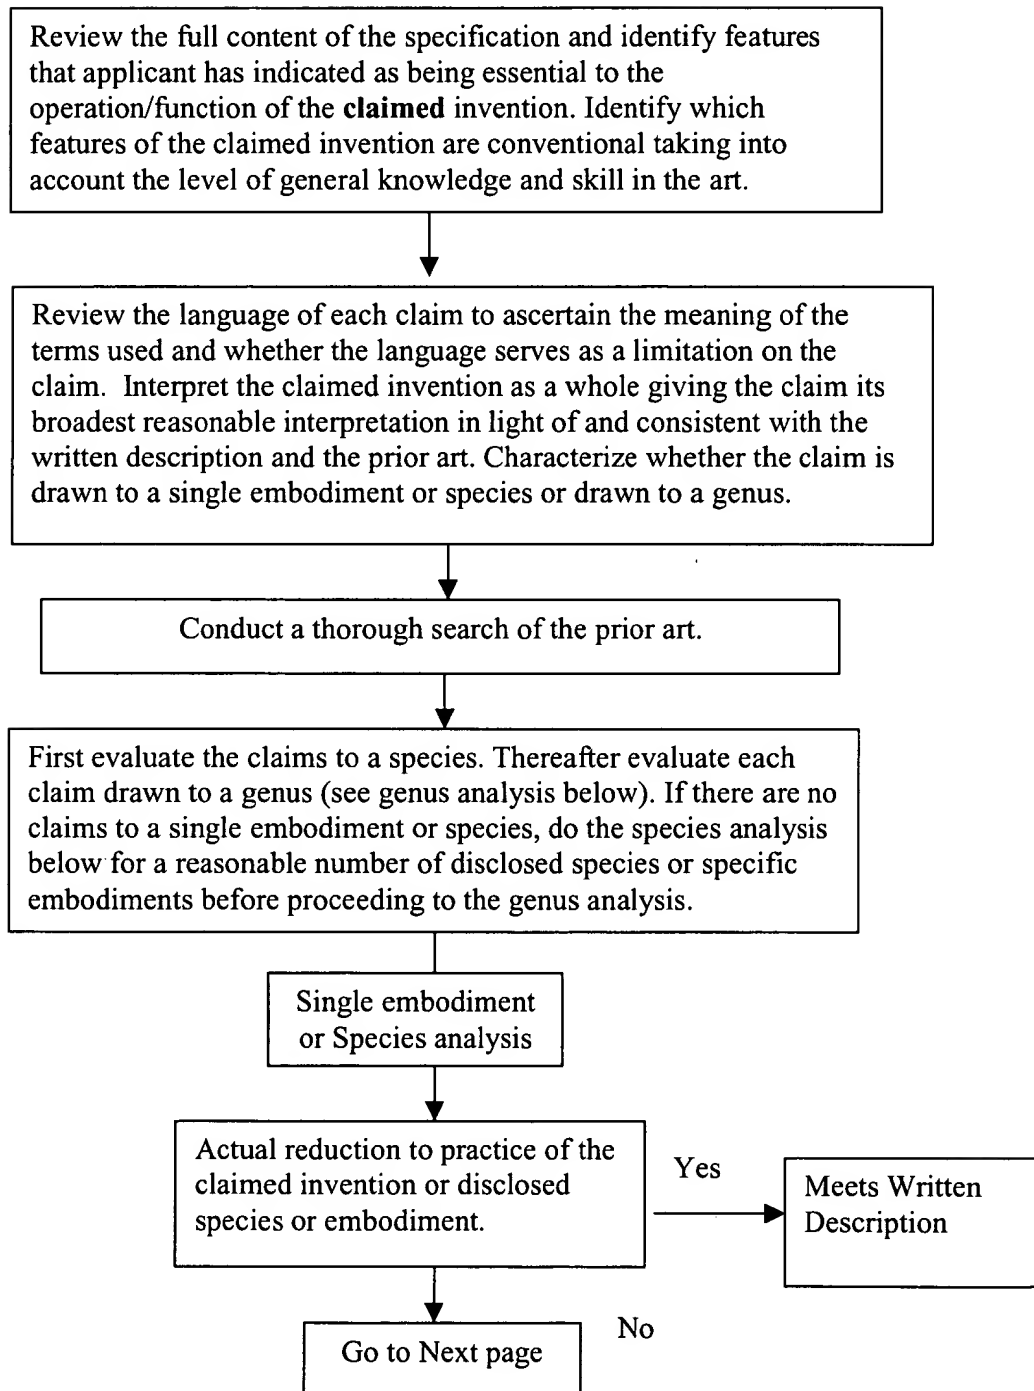 Review the full content of the specification and identify features
that applicant has indicated as being essential to the
operation/function of the claimed invention. Identify which
features of the claimed invention are conventional taking into
account the level of general knowledge and skill in the art.
Review the language of each claim to ascertain the meaning of the
terms used and whether the language serves as a limitation on the
claim. Interpret the claimed invention as a whole giving the claim its
broadest reasonable interpretation in light of and consistent with the
written description and the prior art. Characterize whether the claim is
drawn to a single embodiment or species or drawn to a genus.
Conduct a thorough search of the prior art.
First evaluate the claims to a species. Thereafter evaluate each
claim drawn to a genus (see genus analysis below). If there are no
claims to a single embodiment or species, do the species analysis
below for a reasonable number of disclosed species or specific
embodiments before proceeding to the genus analysis.
Single embodiment
or Species analysis
Actual reduction to practice of the
claimed invention or disclosed
species or embodiment.
Yes
Meets Written
Description
No
Go to Next page